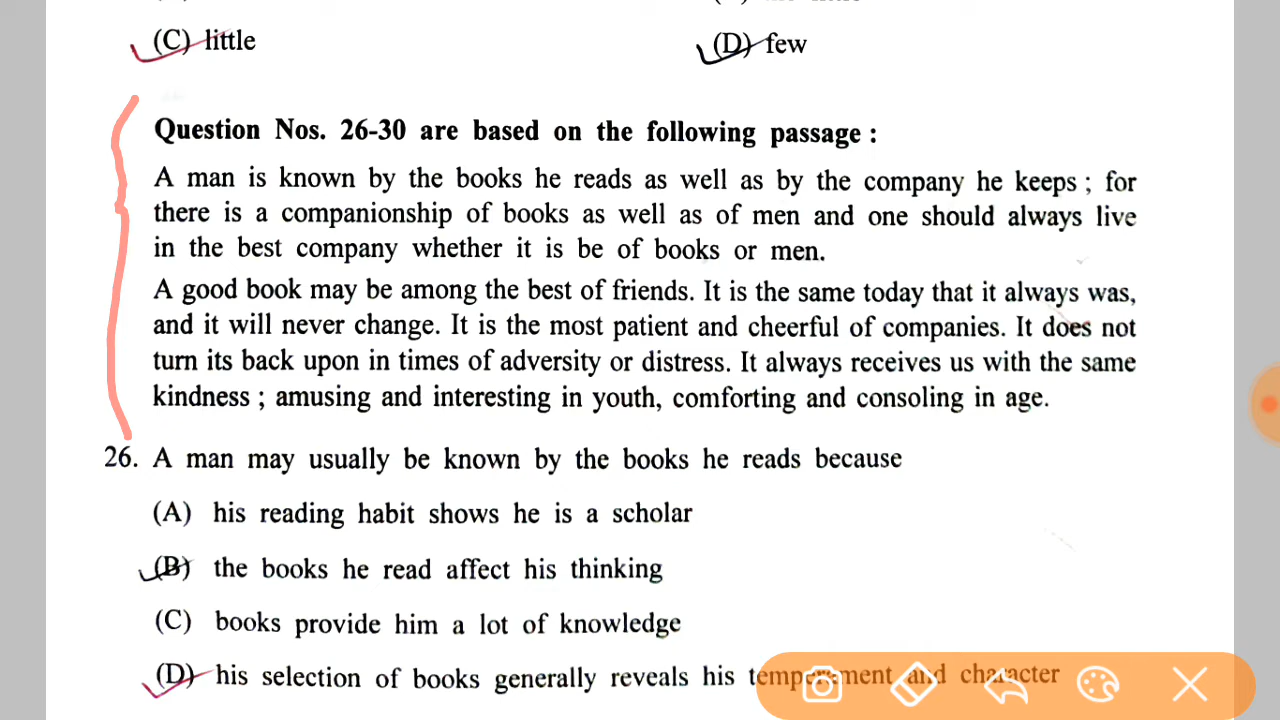 (C) little
(D) few
Question Nos. 26-30 are based on the following passage :
A man is known by the books he reads as well as by the company he keeps ; for
there is a companionship of books as well as of men and one should always live
in the best company whether it is be of books or men.
A good book may be among the best of friends. It is the same today that it always was,
and it will never change. It is the most patient and cheerful of companies. It does not
turn its back upon in times of adversity or distress. It always receives us with the same
kindness ; amusing and interesting in youth, comforting and consoling in age.
26. A man may usually be known by the books he reads because
(A) his reading habit shows he is a scholar
(B) the books he read affect his thinking
(C) books provide him a lot of knowledge
(D) his selection of books generally reveals his temperament and character